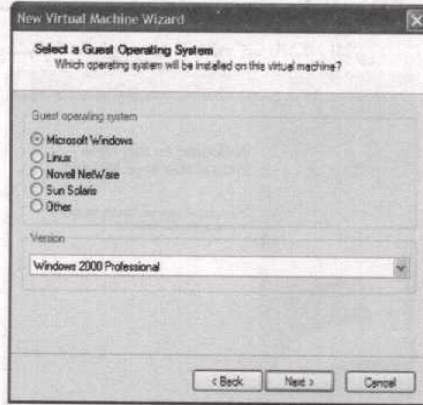 New Virtual Machine Wizard
Select a Guest Operating System
Which operating system will be installed on this virtual machine?
Guest operating system
Microsoft Windows
Linux
Novell NetWare
Sun Solaris
Other
Version
Windows 2000 Professional
< Back
Next >
Cancel